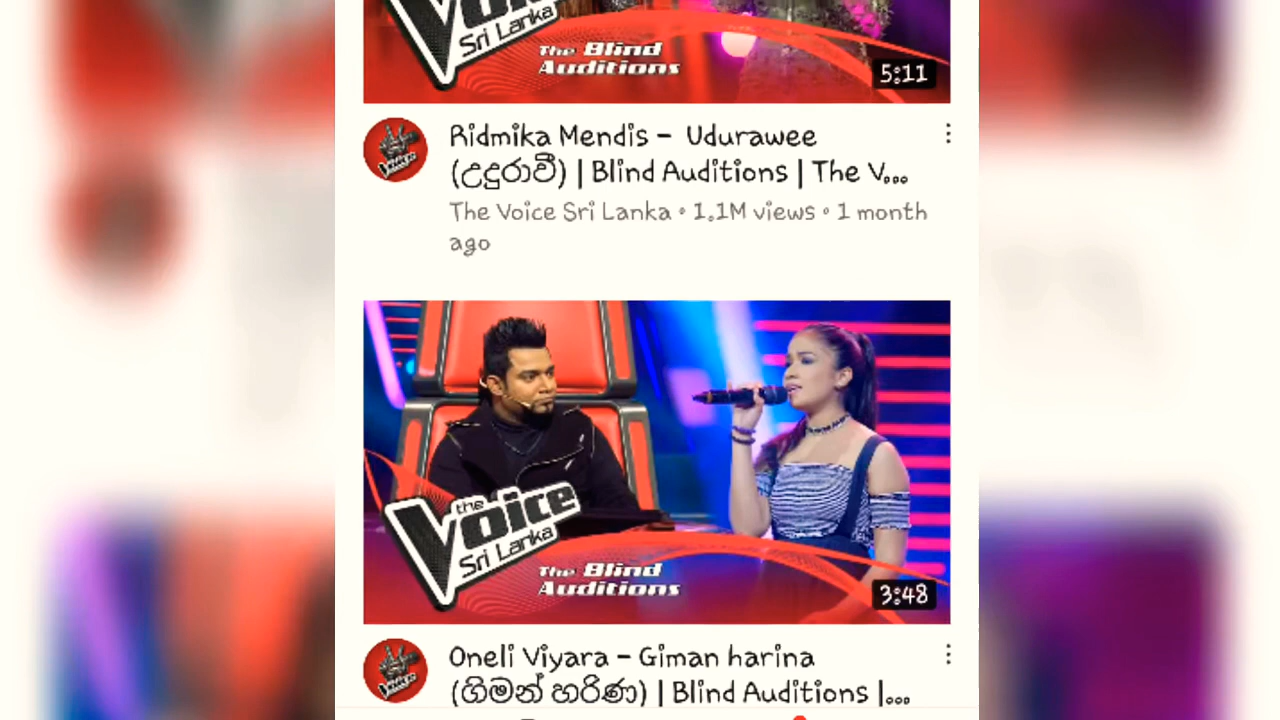 Voice
Sri Lanka
The Blind
Auditions
5:11
Ridmika Mendis - Udurawee
(උදුරාවී) | Blind Auditions | The V...
The Voice Sri Lanka • 1.1M views • 1 month
ago
the
Voice
Sri Lanka
The Blind
Auditions
3:48
Oneli Viyara - Giman harina
(ගිමන් හරිණ) | Blind Auditions |...